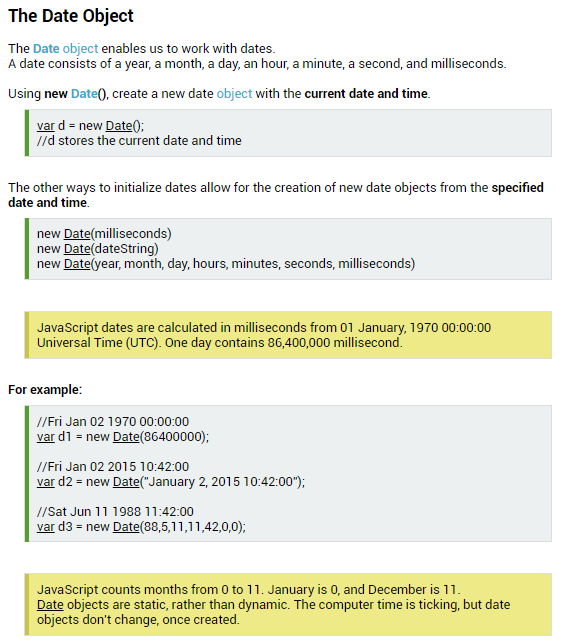 The Date Object
The Date object enables us to work with dates.
A date consists of a year, a month, a day, an hour, a minute, a second, and milliseconds.
Using new Date(), create a new date object with the current date and time.
var d = new Date();
//d stores the current date and time
The other ways to initialize dates allow for the creation of new date objects from the specified
date and time.
new Date(milliseconds)
new Date(dateString)
new Date(year, month, day, hours, minutes, seconds, milliseconds)
JavaScript dates are calculated in milliseconds from 01 January, 1970 00:00:00
Universal Time (UTC). One day contains 86,400,000 millisecond.
For example:
//Fri Jan 02 1970 00:00:00
var d1 = new Date(86400000);
//Fri Jan 02 2015 10:42:00
var d2 = new Date("January 2, 2015 10:42:00");
//Sat Jun 11 1988 11:42:00
var d3 = new Date(88,5,11,11,42,0,0);
JavaScript counts months from 0 to 11. January is 0, and December is 11.
Date objects are static, rather than dynamic. The computer time is ticking, but date
objects don't change, once created.